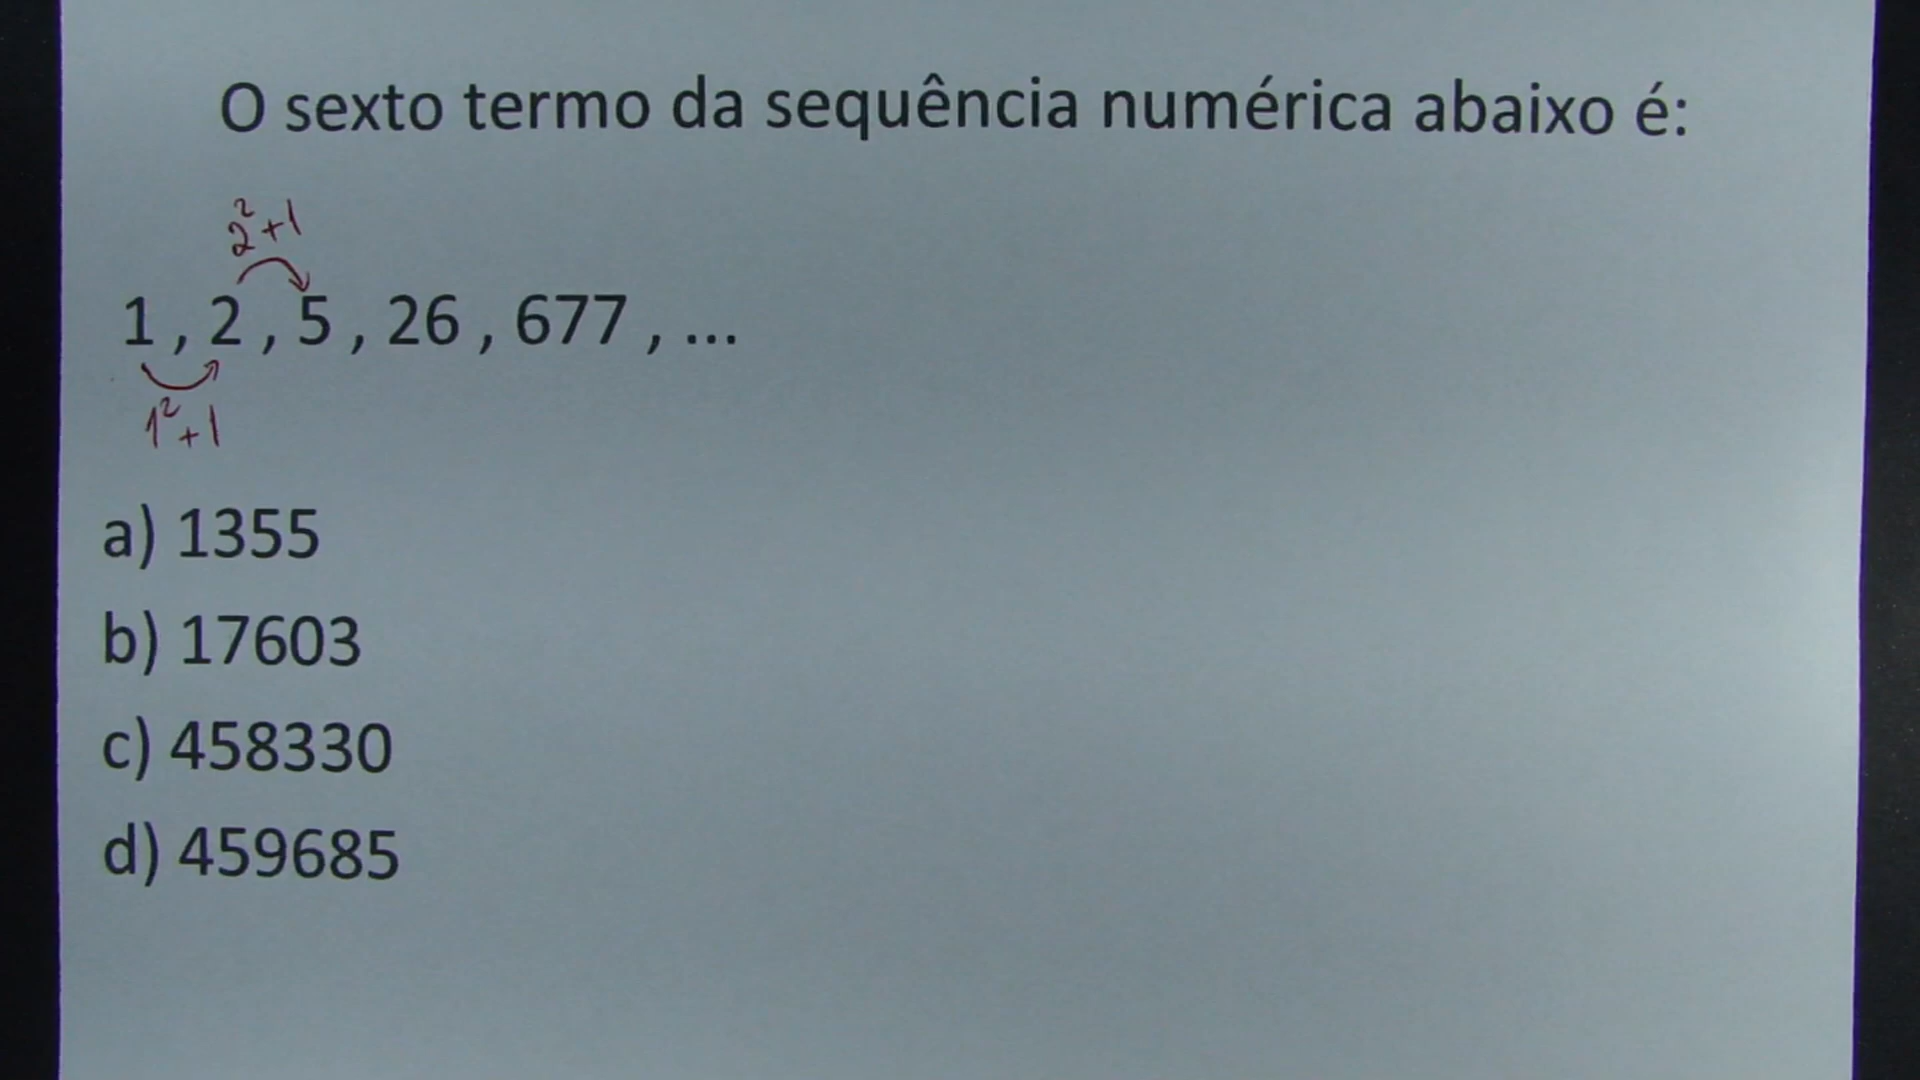 O sexto termo da sequência numérica abaixo é:
2²+1
1 , 2 , 5 , 26 , 677 , ...
1²+1
a) 1355
b) 17603
c) 458330
d) 459685